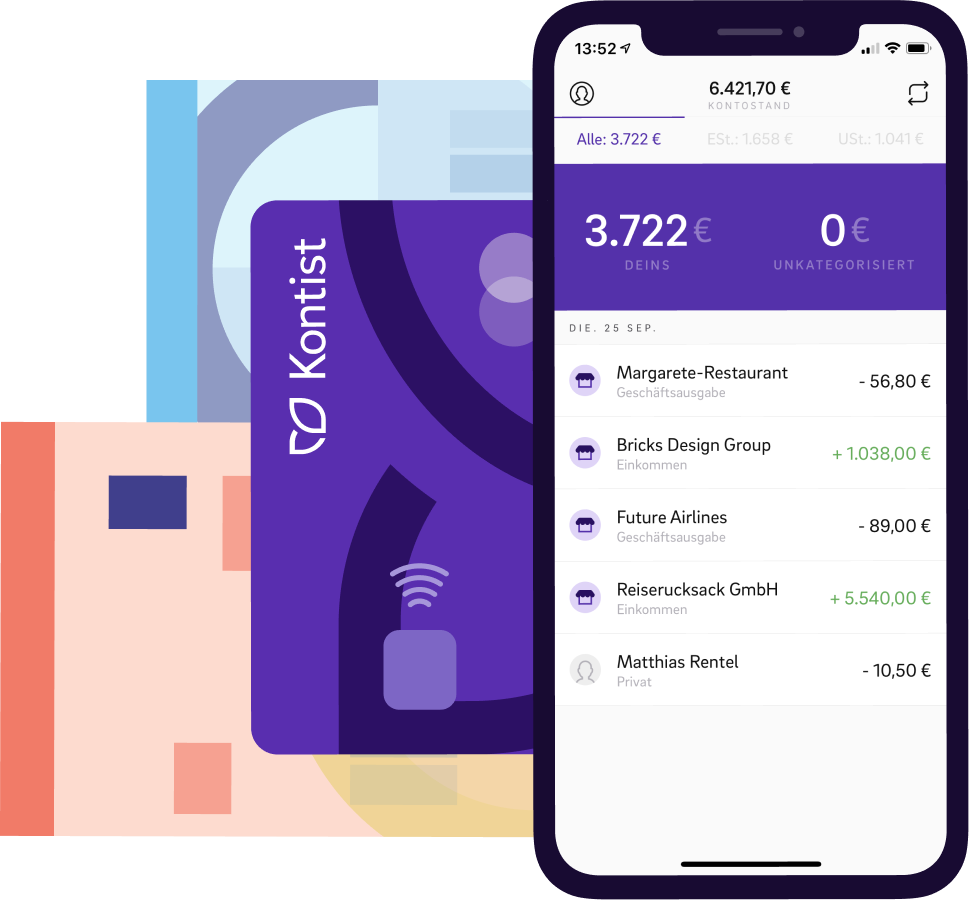 Kontist
13:52
6.421,70 €
KONTOSTAND
Alle: 3.722 € ESt.: 1.658 € USt.: 1.041 €
3.722 € 0 €
DEINS UNKATEGORISIERT
DIE. 25 SEP.
Margarete-Restaurant - 56,80 €
Geschäftsausgabe
Bricks Design Group + 1.038,00 €
Einkommen
Future Airlines - 89,00 €
Geschäftsausgabe
Reiserucksack GmbH + 5.540,00 €
Einkommen
Matthias Rentel - 10,50 €
Privat